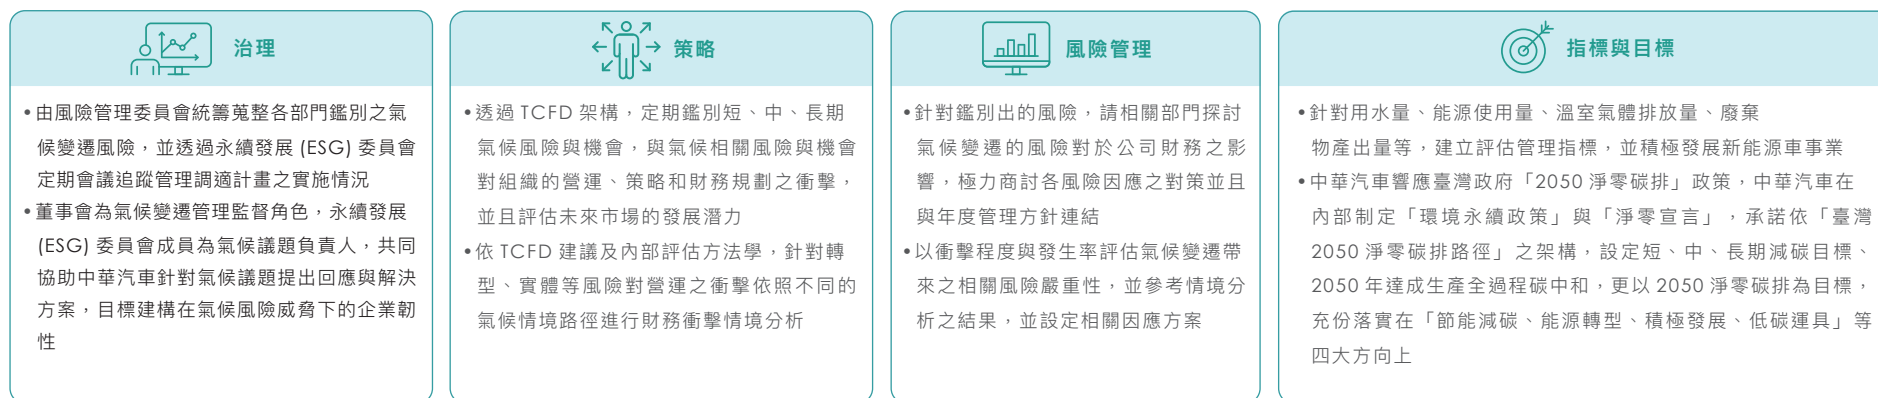 治理
•由風險管理委員會統籌蒐整各部門鑑別之氣
候變遷風險，並透過永續發展 (ESG) 委員會
定期會議追蹤管理調適計畫之實施情況
•董事會為氣候變遷管理監督角色，永續發展
(ESG) 委員會成員為氣候議題負責人，共同
協助中華汽車針對氣候議題提出回應與解決
方案，目標建構在氣候風險威脅下的企業韌
性
策略
•透過 TCFD 架構，定期鑑別短、中、長期
氣候風險與機會，與氣候相關風險與機會
對組織的營運、策略和財務規劃之衝擊，
並且評估未來市場的發展潛力
•依 TCFD 建議及內部評估方法學，針對轉
型、實體等風險對營運之衝擊依照不同的
氣候情境路徑進行財務衝擊情境分析
風險管理
•針對鑑別出的風險，請相關部門探討
氣候變遷的風險對於公司財務之影
響，極力商討各風險因應之對策並且
與年度管理方針連結
•以衝擊程度與發生率評估氣候變遷帶
來之相關風險嚴重性，並參考情境分
析之結果，並設定相關因應方案
指標與目標
•針對用水量、能源使用量、溫室氣體排放量、廢棄
物產出量等，建立評估管理指標，並積極發展新能源車事業
•中華汽車響應臺灣政府「2050 淨零碳排」政策，中華汽車在
內部制定「環境永續政策」與「淨零宣言」，承諾依「臺灣
2050 淨零碳排路徑」之架構，設定短、中、長期減碳目標、
2050 年達成生產全過程碳中和，更以 2050 淨零碳排為目標，
充份落實在「節能減碳、能源轉型、積極發展、低碳運具」等
四大方向上